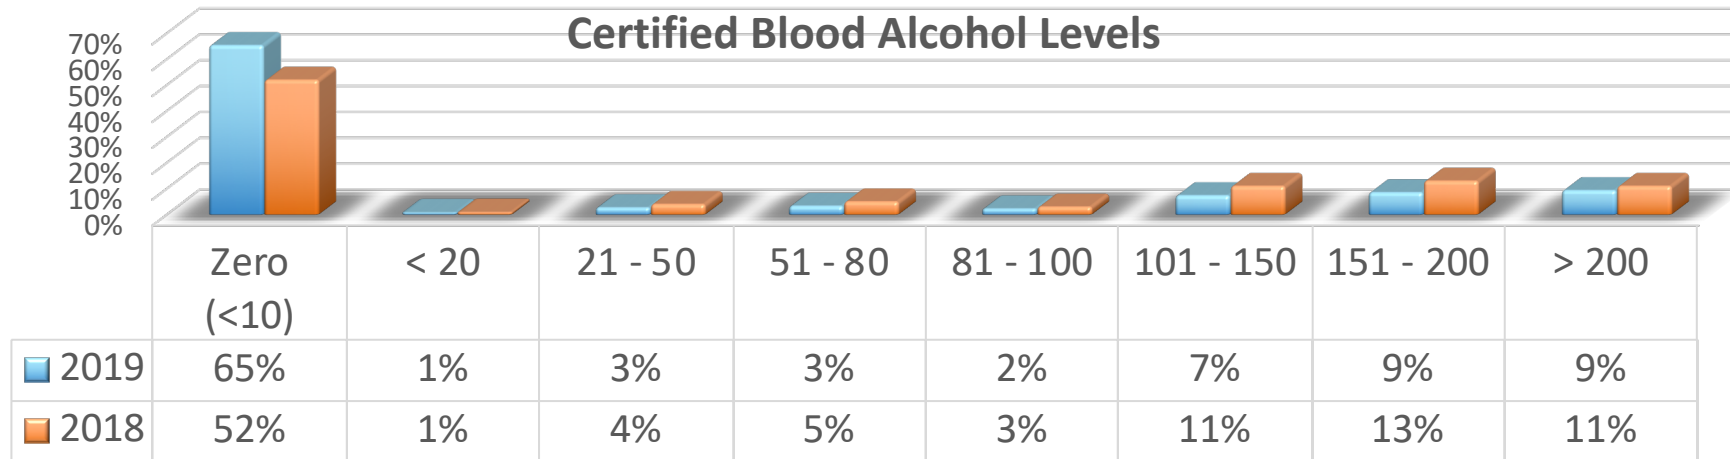 Certified Blood Alcohol Levels
70%
60%
50%
40%
30%
20%
10%
0%
Zero (<10) < 20 21 - 50 51 - 80 81 - 100 101 - 150 151 - 200 > 200
2019 65% 1% 3% 3% 2% 7% 9% 9%
2018 52% 1% 4% 5% 3% 11% 13% 11%